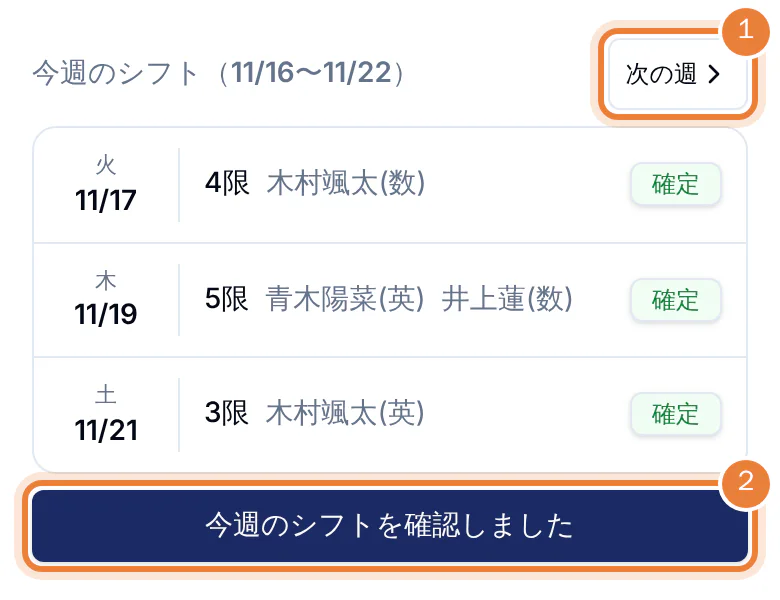 1
今週のシフト（11/16〜11/22）
次の週
火
11/17
4限 木村颯太(数)
確定
木
11/19
5限 青木陽菜(英) 井上蓮(数)
確定
土
11/21
3限 木村颯太(英)
確定
2
今週のシフトを確認しました